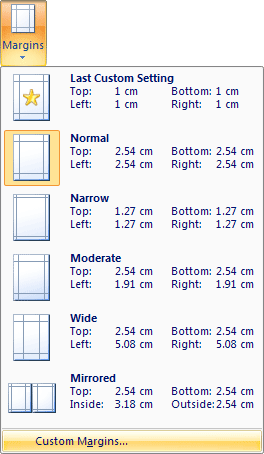 Margins
Last Custom Setting
Top: 1 cm Bottom: 1 cm
Left: 1 cm Right: 1 cm
Normal
Top: 2.54 cm Bottom: 2.54 cm
Left: 2.54 cm Right: 2.54 cm
Narrow
Top: 1.27 cm Bottom: 1.27 cm
Left: 1.27 cm Right: 1.27 cm
Moderate
Top: 2.54 cm Bottom: 2.54 cm
Left: 1.91 cm Right: 1.91 cm
Wide
Top: 2.54 cm Bottom: 2.54 cm
Left: 5.08 cm Right: 5.08 cm
Mirrored
Top: 2.54 cm Bottom: 2.54 cm
Inside: 3.18 cm Outside: 2.54 cm
Custom Margins...